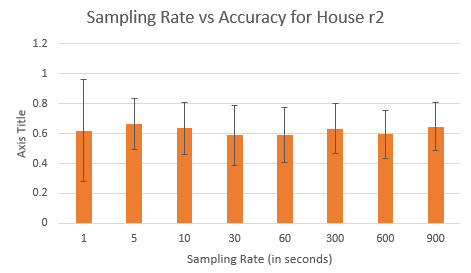 Sampling Rate vs Accuracy for House r2
1.2
1
0.8
0.6
0.4
0.2
0
Axis Title
1 5 10 30 60 300 600 900
Sampling Rate (in seconds)